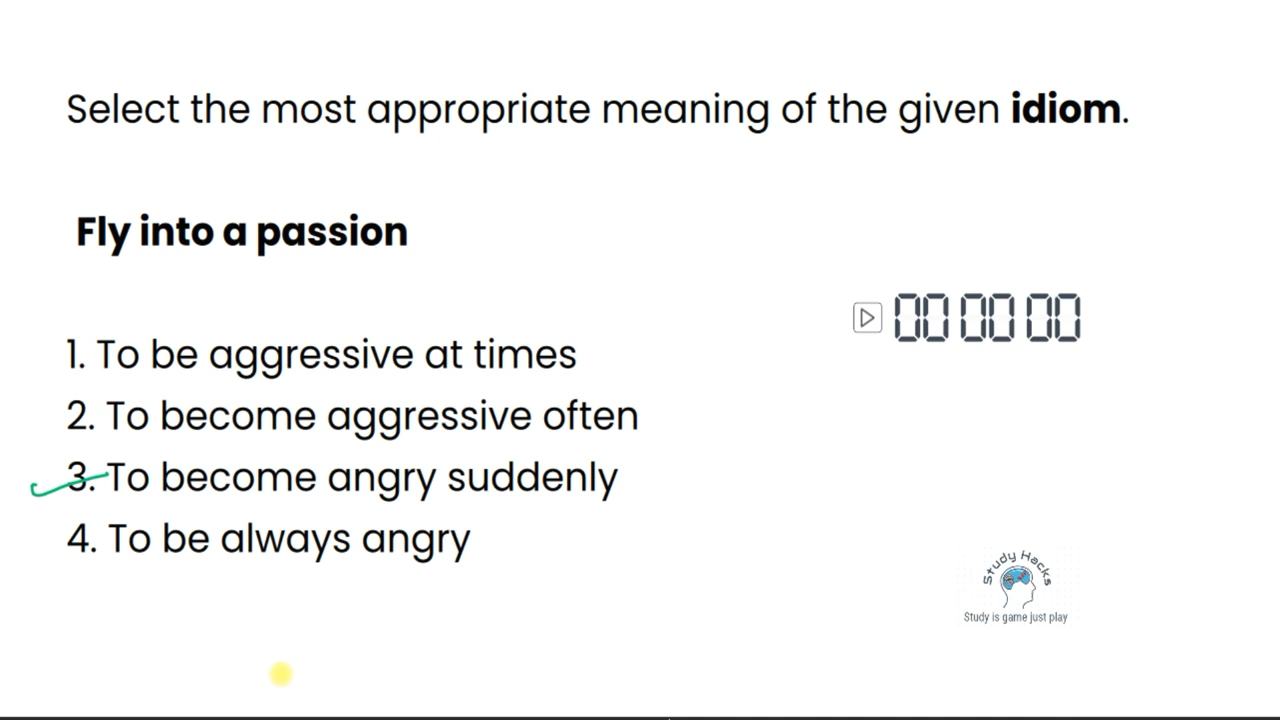 Select the most appropriate meaning of the given idiom.
Fly into a passion
00 00 00
1. To be aggressive at times
2. To become aggressive often
3. To become angry suddenly
4. To be always angry
Study Hacks
Study is game just play